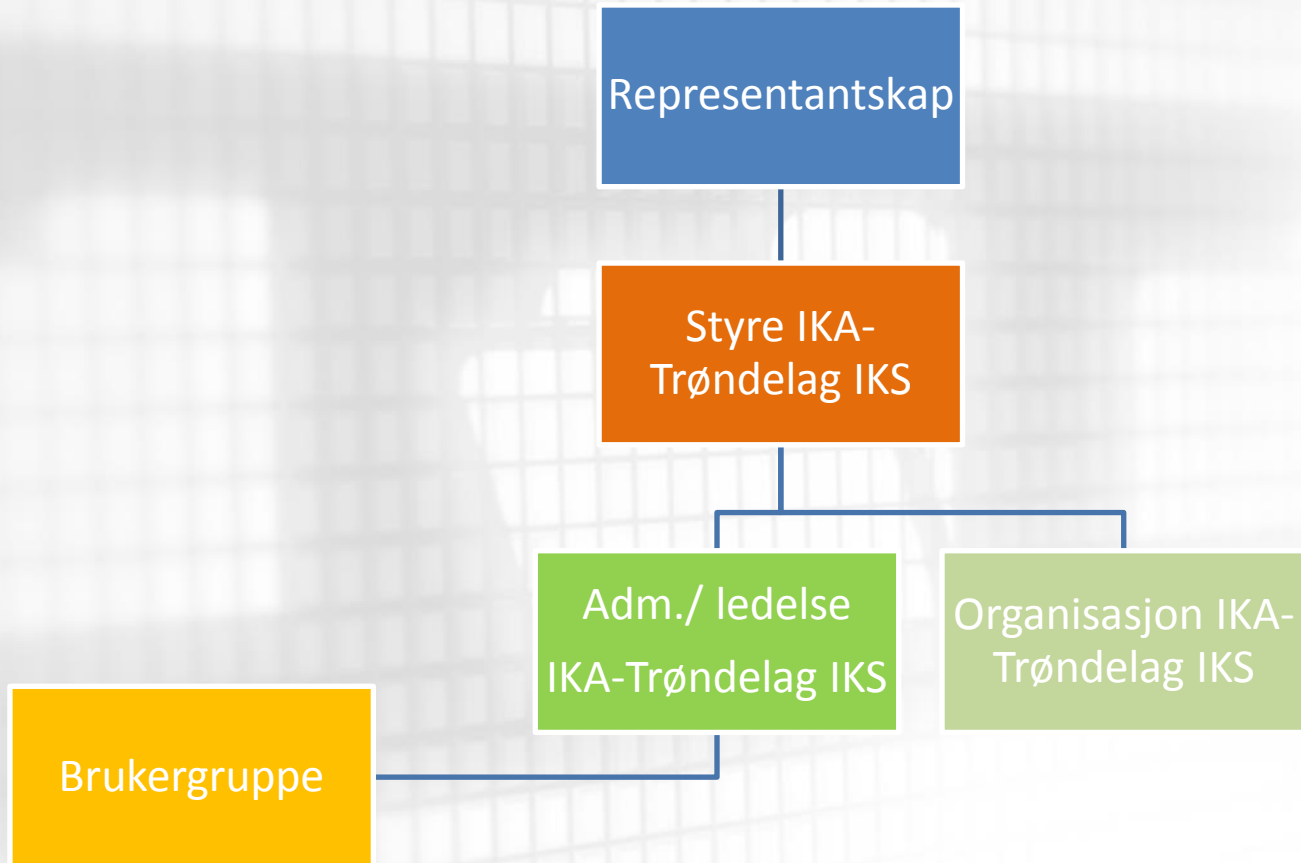 Representantskap
Styre IKA-
Trøndelag IKS
Adm./ ledelse
IKA-Trøndelag IKS
Organisasjon IKA-
Trøndelag IKS
Brukergruppe